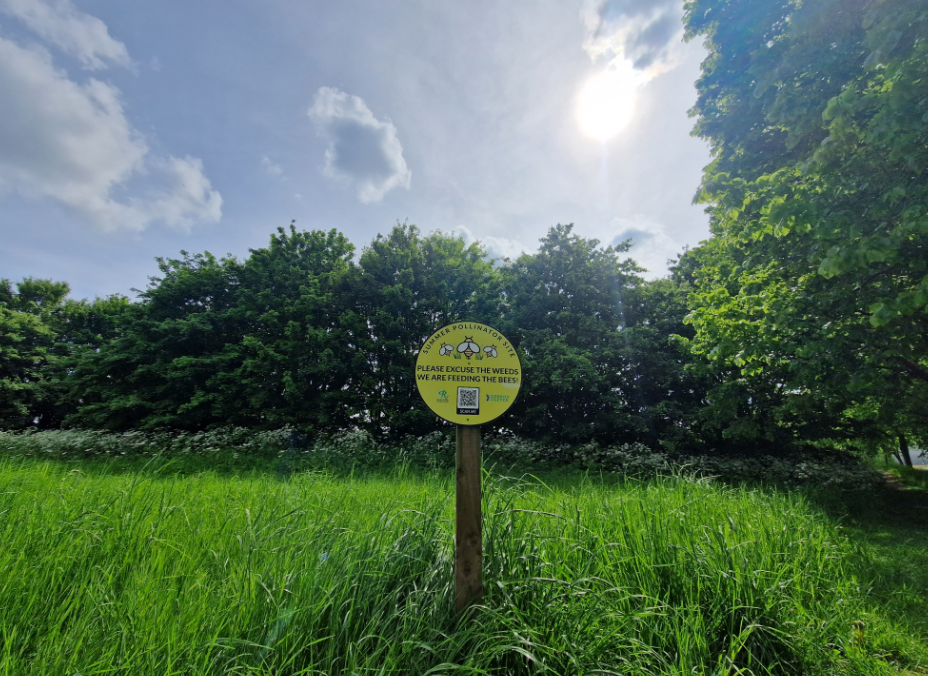 SUMMER POLLINATOR SITE
PLEASE EXCUSE THE WEEDS
WE ARE FEEDING THE BEES!
SCAN ME